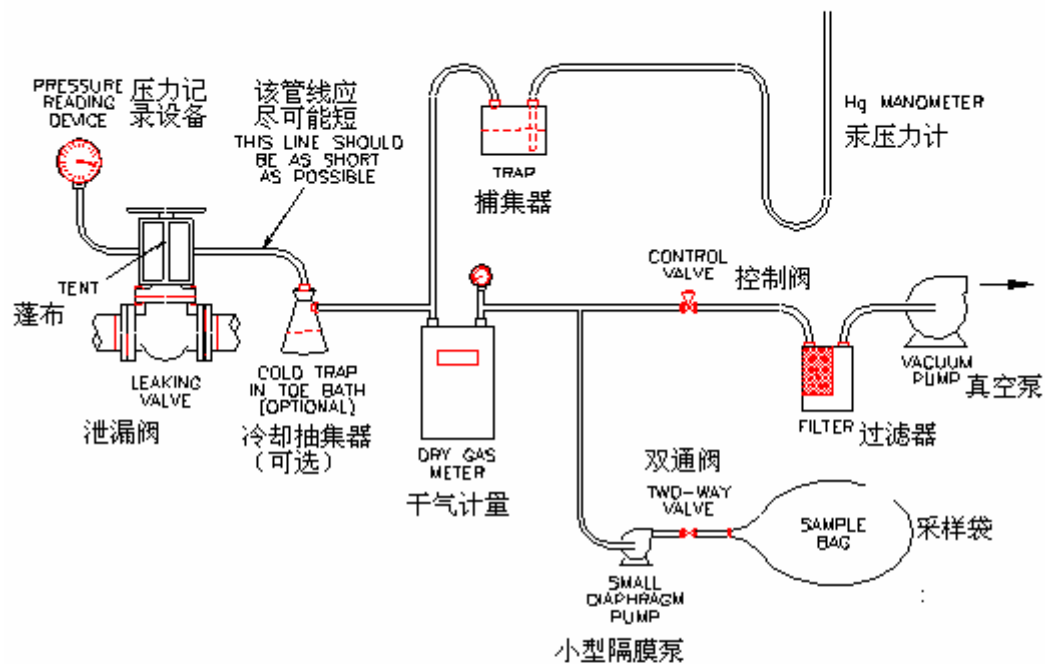 PRESSURE
READING
DEVICE
压力记
录设备
该管线应
尽可能短
THIS LINE SHOULD
BE AS SHORT
AS POSSIBLE
TRAP
捕集器
Hg MANOMETER
汞压力计
TENT
蓬布
LEAKING
VALVE
泄漏阀
COLD TRAP
IN TOE BATH
(OPTIONAL)
冷却抽集器
（可选）
DRY GAS
METER
干气计量
CONTROL
VALVE
控制阀
FILTER
过滤器
VACUUM
PUMP
真空泵
双通阀
TWO-WAY
VALVE
SAMPLE
BAG
采样袋
SMALL
DIAPHRAGM
PUMP
小型隔膜泵
: